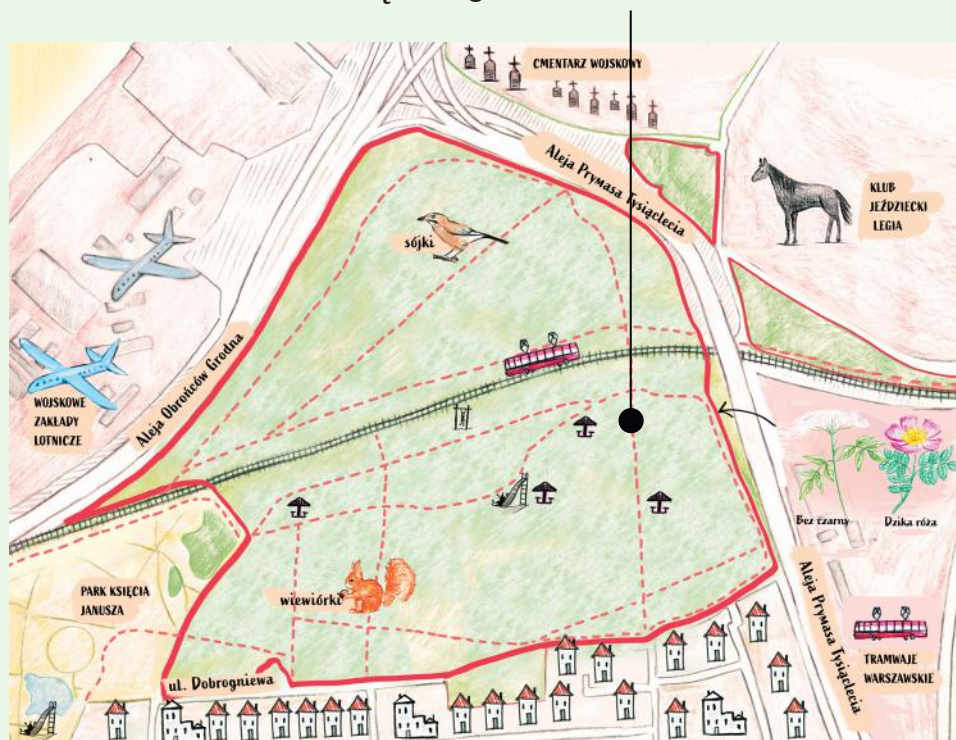 CMENTARZ WOJSKOWY
Aleja Prymasa Tysiąclecia
KLUB
JEŹDZIECKI
LEGIA
sójki
Aleja Obrońców Grodna
WOJSKOWE
ZAKŁADY
LOTNICZE
Bez czarny
Dzika róża
PARK KSIĘCIA
JANUSZA
wiewiórki
Aleja Prymasa Tysiąclecia
TRAMWAJE
WARSZAWSKIE
ul. Dobrogniewa